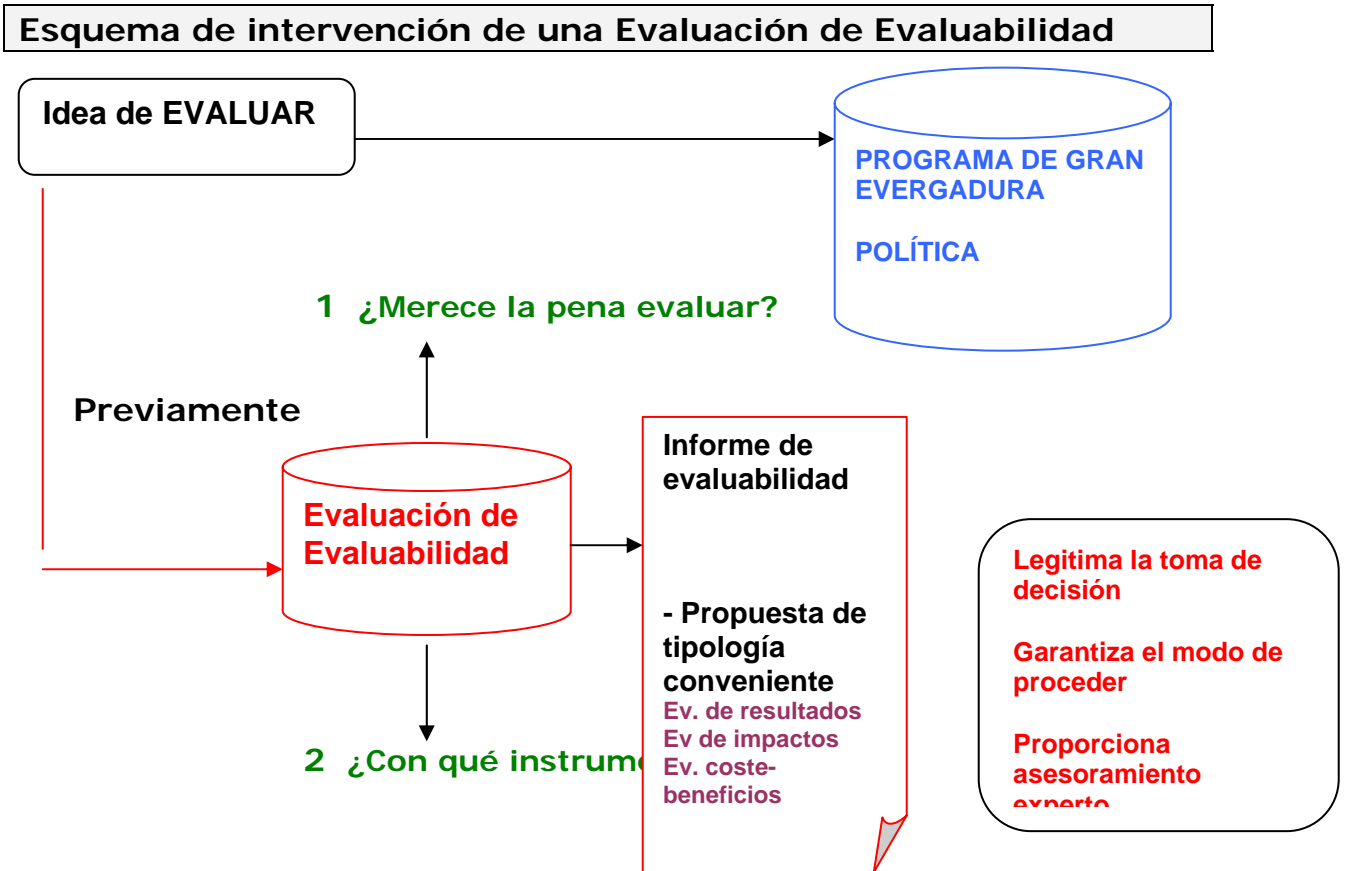 Esquema de intervención de una Evaluación de Evaluabilidad
Idea de EVALUAR
PROGRAMA DE GRAN
EVERGADURA
POLÍTICA
1 ¿Merece la pena evaluar?
Previamente
Evaluación de
Evaluabilidad
Informe de
evaluabilidad
- Propuesta de
tipología
conveniente
Ev. de resultados
Ev de impactos
Ev. coste-
beneficios
2 ¿Con qué
Legitima la toma de
decisión
Garantiza el modo de
proceder
Proporciona
asesoramiento
experto